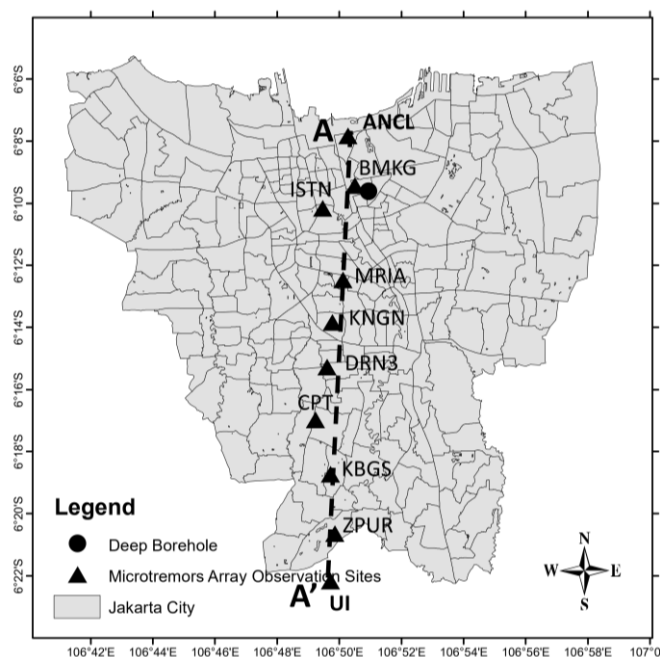 6°6'S
6°8'S
6°10'S
6°12'S
6°14'S
6°16'S
6°18'S
6°20'S
6°22'S
A
ANCL
BMKG
ISTN
MRIA
KNGN
DRN3
CPT
KBGS
ZPUR
A'
UI
Legend
Deep Borehole
Microtremors Array Observation Sites
Jakarta City
N
W
E
S
106°42'E
106°44'E
106°46'E
106°48'E
106°50'E
106°52'E
106°54'E
106°56'E
106°58'E
107°0